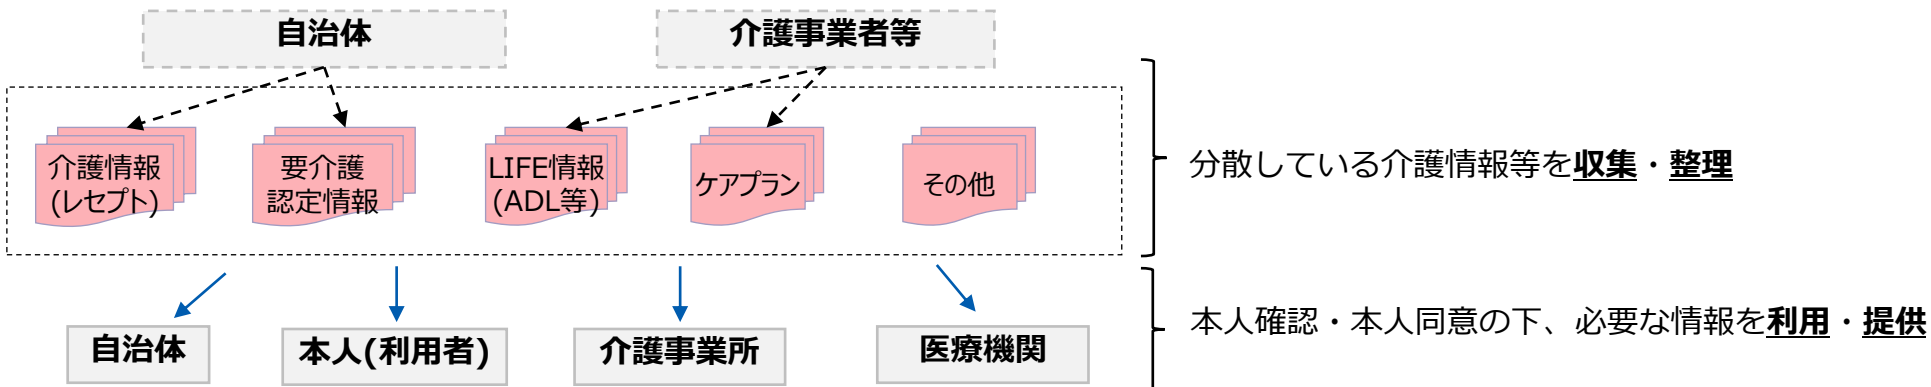 自治体
介護事業者等
介護情報
(レセプト)
要介護
認定情報
LIFE情報
(ADL等)
ケアプラン
その他
分散している介護情報等を収集・整理
自治体
本人(利用者)
介護事業所
医療機関
本人確認・本人同意の下、必要な情報を利用・提供